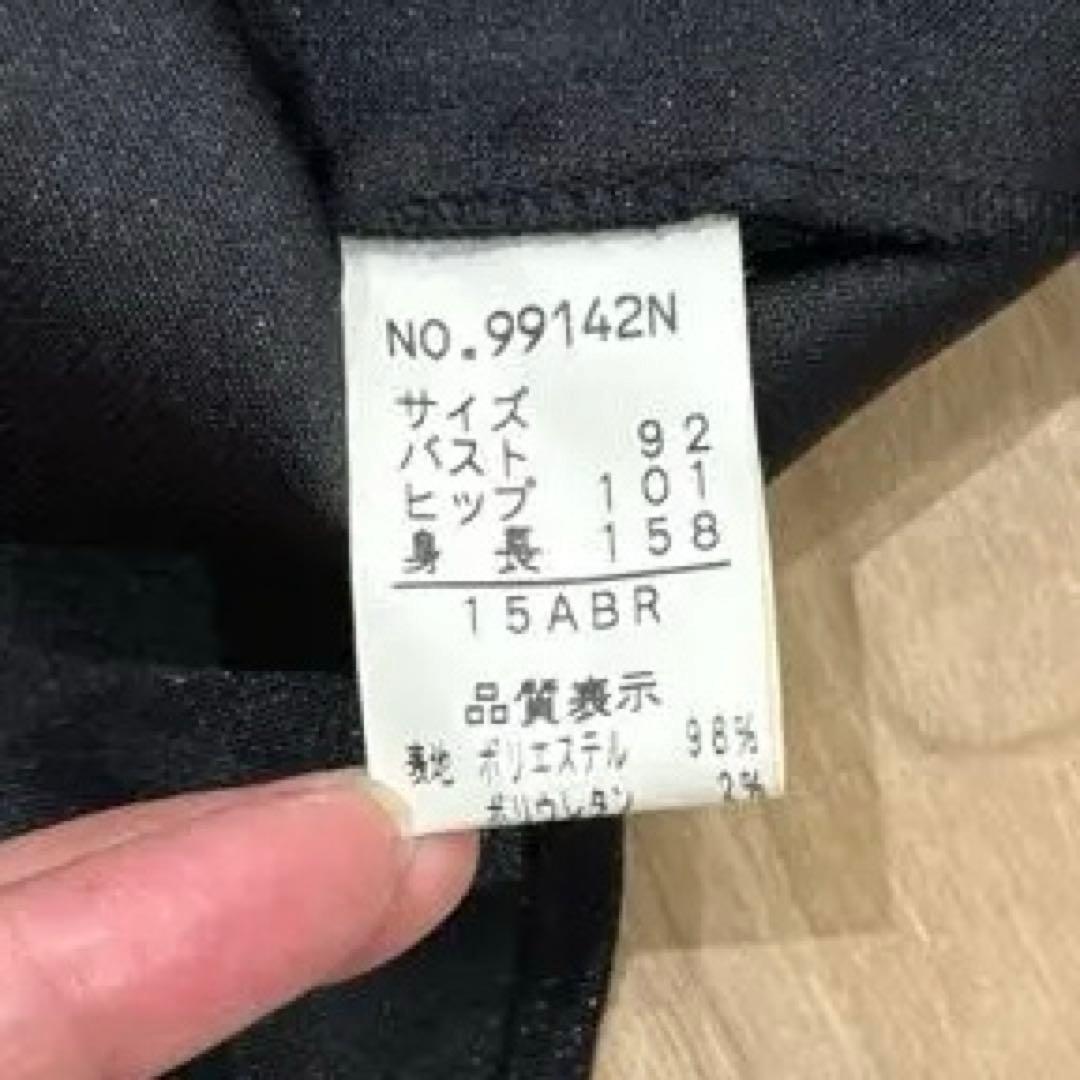 NO.99142N
サイズ
バスト 92
ヒップ 101
身 長 158
15ABR
品質表示
表地 ポリエステル 98%
ポリウレタン 2%